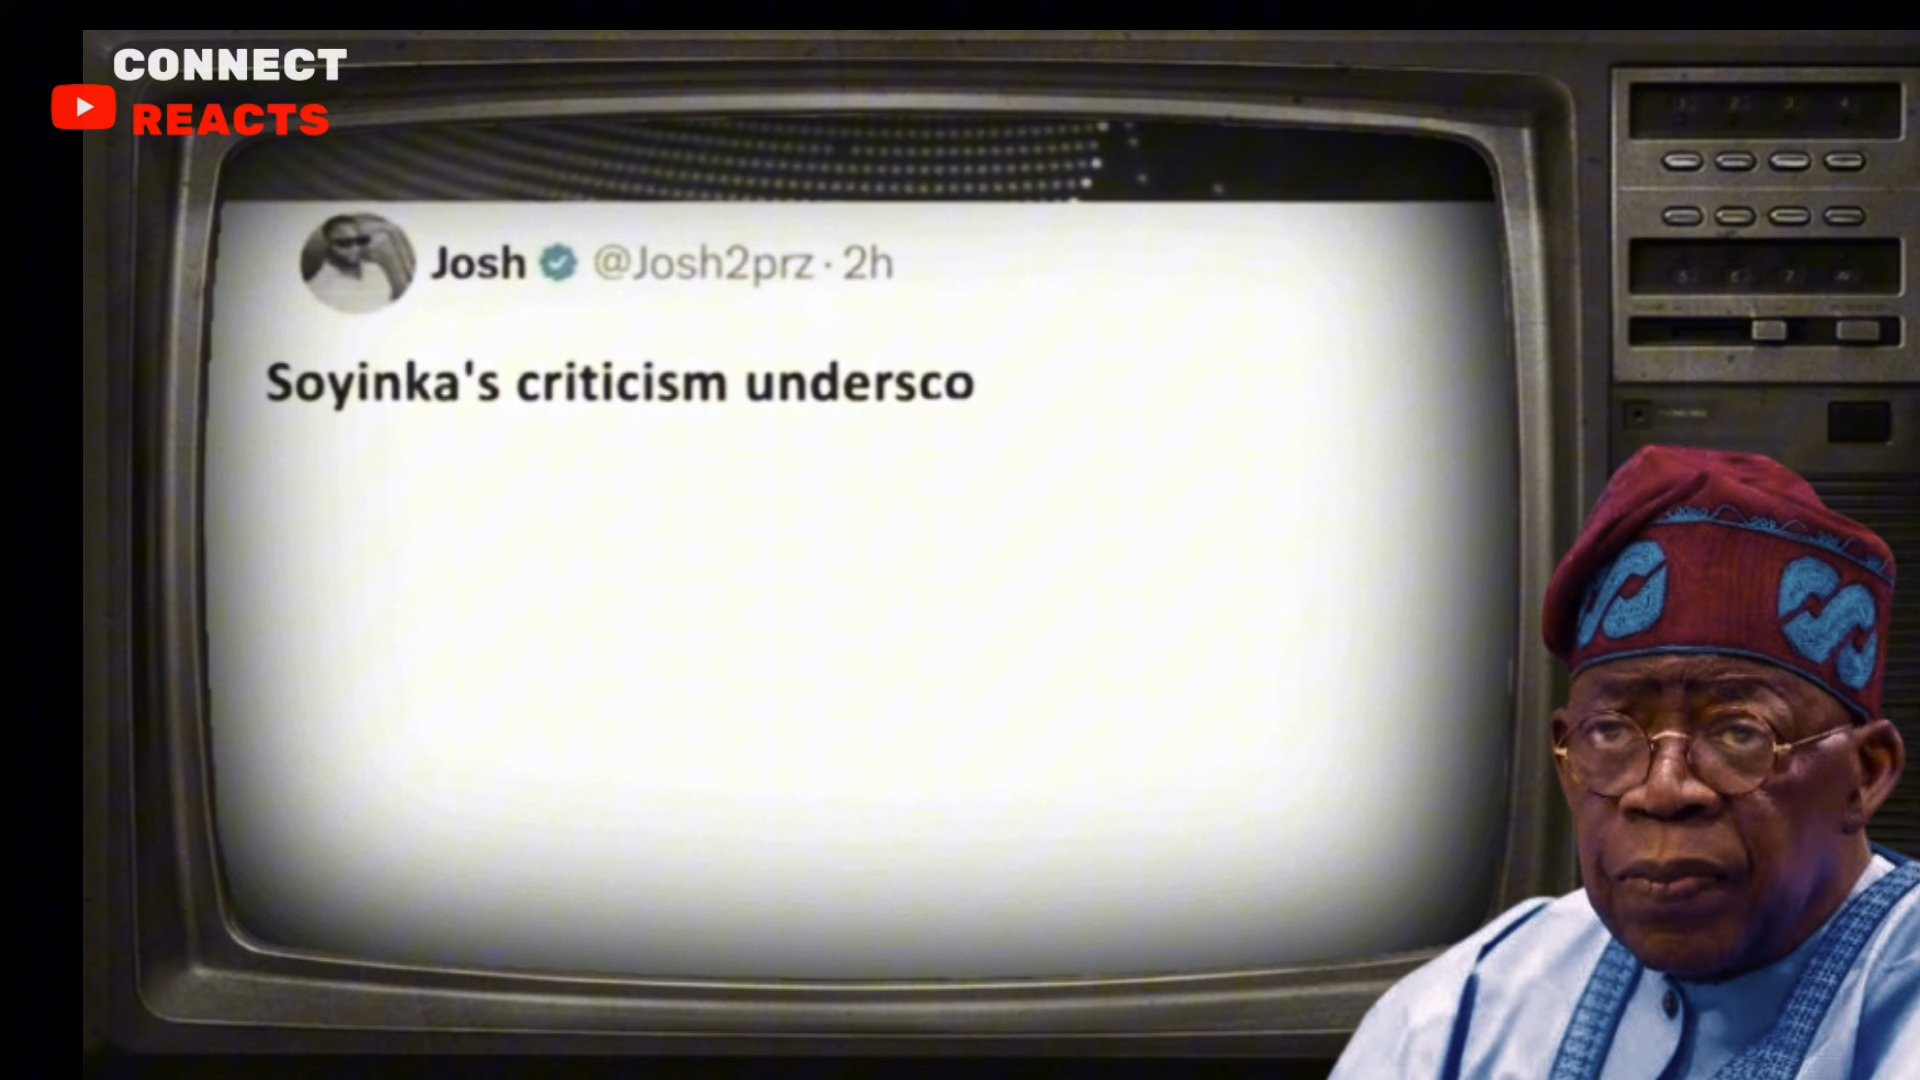 CONNECT
REACTS
Josh @Josh2prz · 2h
Soyinka's criticism undersco